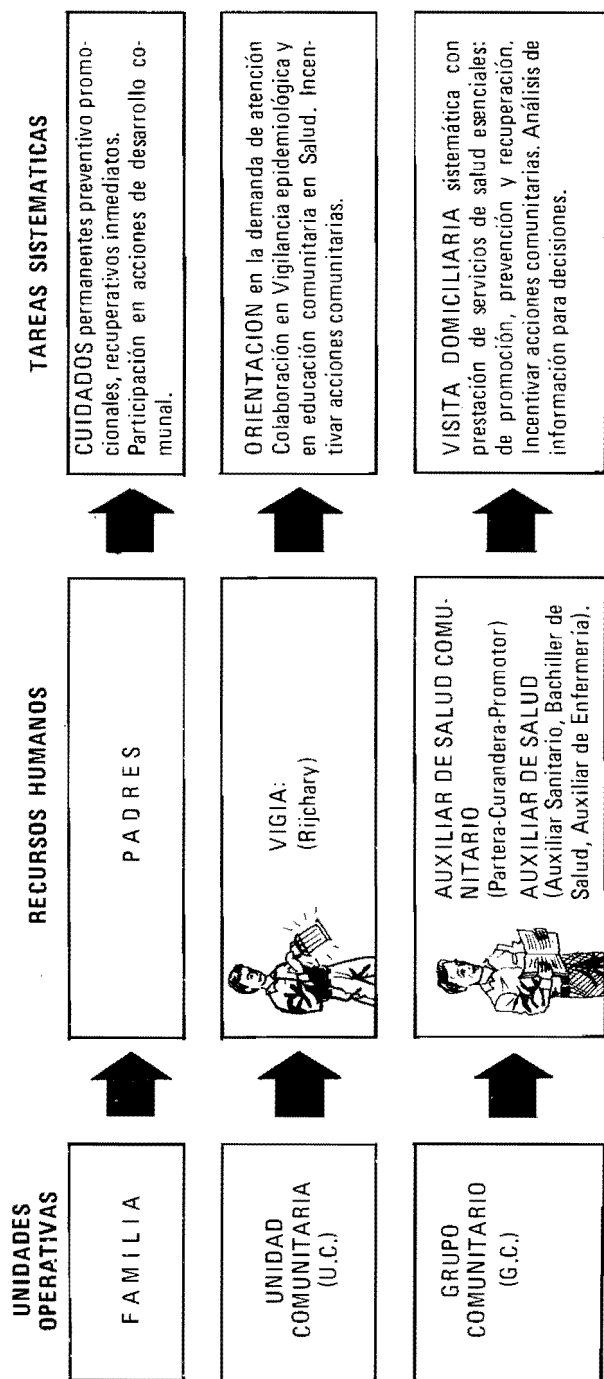 UNIDADES
OPERATIVAS
RECURSOS HUMANOS
TAREAS SISTEMATICAS
FAMILIA
PADRES
CUIDADOS permanentes preventivo promo-
cionales, recuperativos inmediatos.
Participación en acciones de desarrollo co-
munal.
UNIDAD
COMUNITARIA
(U.C.)
VIGIA:
(Rijchary)
ORIENTACION en la demanda de atención
Colaboración en Vigilancia epidemiológica y
en educación comunitaria en Salud. Incen-
tivar acciones comunitarias.
GRUPO
COMUNITARIO
(G.C.)
AUXILIAR DE SALUD COMU-
NITARIO
(Partera-Curandera-Promotor)
AUXILIAR DE SALUD
(Auxiliar Sanitario, Bachiller de
Salud, Auxiliar de Enfermería).
VISITA DOMICILIARIA sistemática con
prestación de servicios de salud esenciales:
de promoción, prevención y recuperación.
Incentivar acciones comunitarias. Análisis de
información para decisiones.